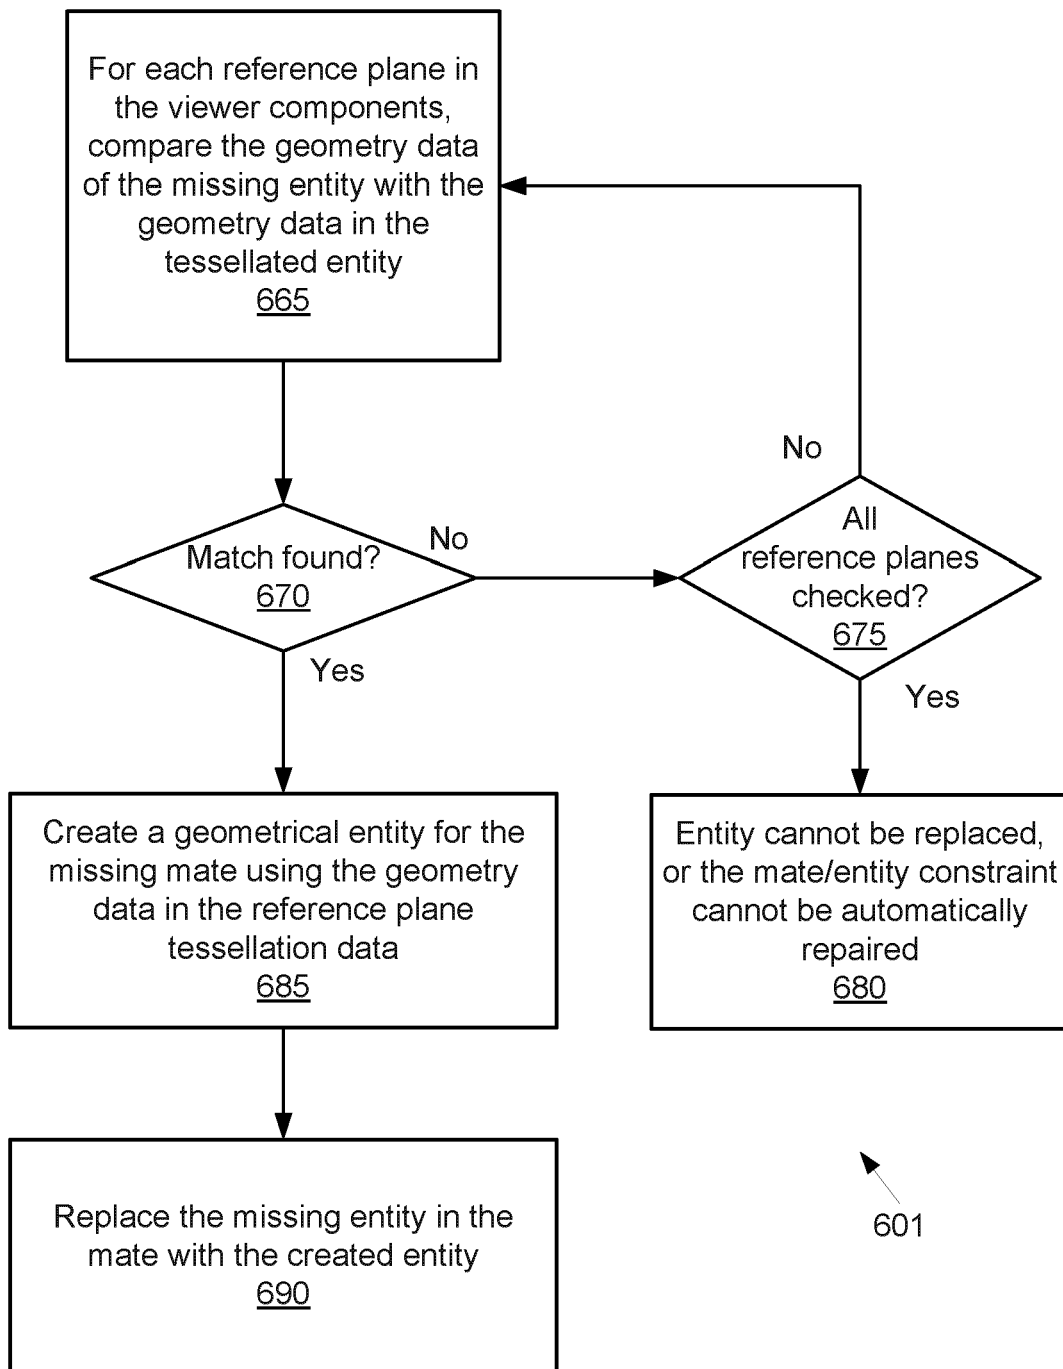 For each reference plane in
the viewer components,
compare the geometry data
of the missing entity with the
geometry data in the
tessellated entity
665
No
Match found?
670
No
All
reference planes
checked?
675
Yes
Yes
Create a geometrical entity for the
missing mate using the geometry
data in the reference plane
tessellation data
685
Entity cannot be replaced,
or the mate/entity constraint
cannot be automatically
repaired
680
Replace the missing entity in the
mate with the created entity
690
601